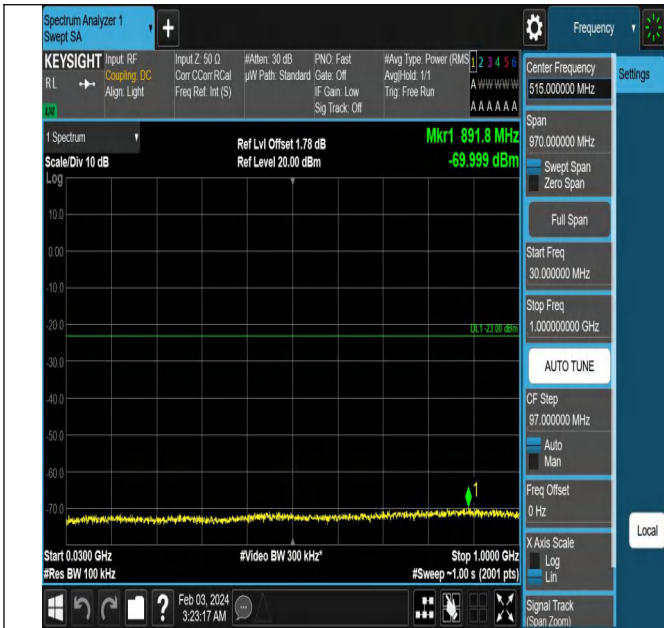 Spectrum Analyzer 1
Swept SA
+
Frequency
KEYSIGHT
RL
LXI
Input: RF
Coupling: DC
Align: Light
Input Z: 50 Ω
Corr CCorr RCal
Freq Ref: Int (S)
#Atten: 30 dB
µW Path: Standard
PNO: Fast
Gate: Off
IF Gain: Low
Sig Track: Off
#Avg Type: Power (RMS
Avg|Hold: 1/1
Trig: Free Run
1 2 3 4 5 6
A W W W W W
A A A A A A
1 Spectrum
Scale/Div 10 dB
Log
Ref Lvl Offset 1.78 dB
Ref Level 20.00 dBm
Mkr1 891.8 MHz
-69.999 dBm
10.0
0.00
-10.0
-20.0
DL1 -23.00 dBm
-30.0
-40.0
-50.0
-60.0
-70.0
1
Start 0.0300 GHz
#Res BW 100 kHz
#Video BW 300 kHz*
Stop 1.0000 GHz
#Sweep ~1.00 s (2001 pts)
Feb 03, 2024
3:23:17 AM
?
Center Frequency
515.000000 MHz
Settings
Span
970.000000 MHz
Swept Span
Zero Span
Full Span
Start Freq
30.000000 MHz
Stop Freq
1.000000000 GHz
AUTO TUNE
CF Step
97.000000 MHz
Auto
Man
Freq Offset
0 Hz
X Axis Scale
Log
Lin
Local
Signal Track
(Span Zoom)